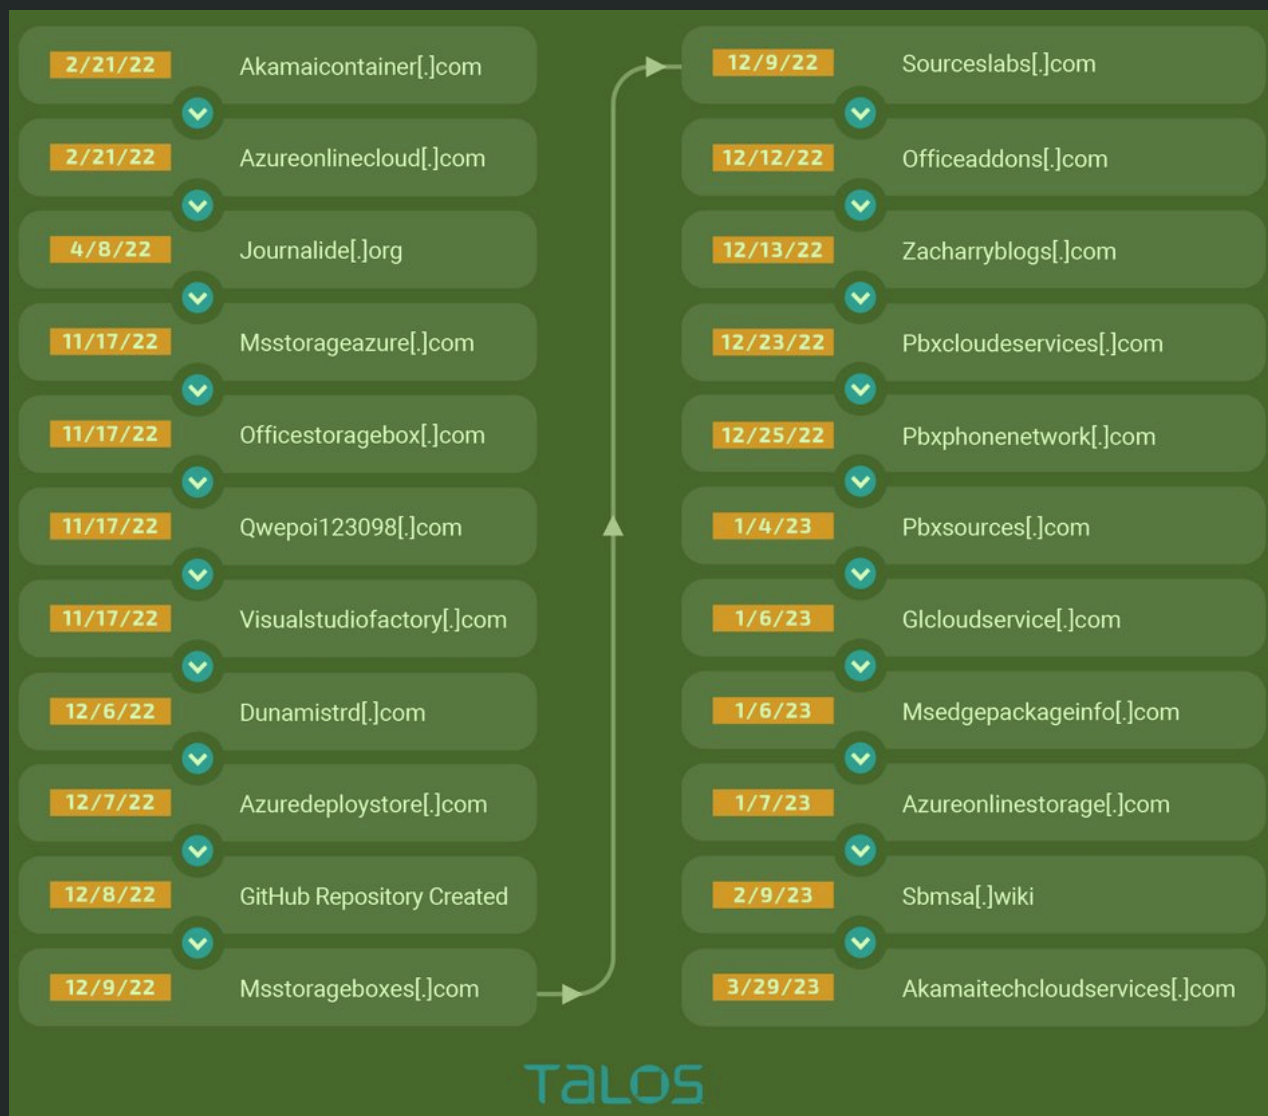 2/21/22 Akamaicontainer[.]com
2/21/22 Azureonlinecloud[.]com
4/8/22 Journalide[.]org
11/17/22 Msstorageazure[.]com
11/17/22 Officestoragebox[.]com
11/17/22 Qwepoi123098[.]com
11/17/22 Visualstudiofactory[.]com
12/6/22 Dunamistrd[.]com
12/7/22 Azuredeploystore[.]com
12/8/22 GitHub Repository Created
12/9/22 Msstorageboxes[.]com
12/9/22 Sourceslabs[.]com
12/12/22 Officeaddons[.]com
12/13/22 Zacharryblogs[.]com
12/23/22 Pbxcloudeservices[.]com
12/25/22 Pbxphonenetwork[.]com
1/4/23 Pbxsources[.]com
1/6/23 Glcloudservice[.]com
1/6/23 Msedgepackageinfo[.]com
1/7/23 Azureonlinestorage[.]com
2/9/23 Sbmsa[.]wiki
3/29/23 Akamaitechcloudservices[.]com
TALOS